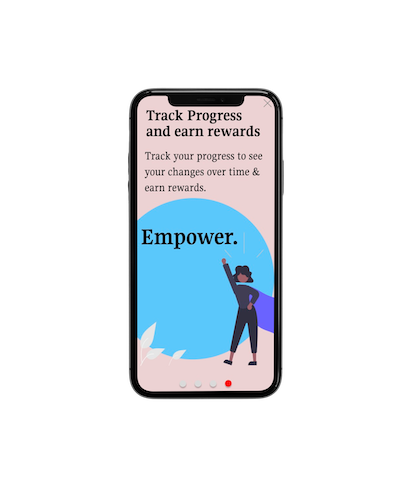 Track Progress
and earn rewards
Track your progress to see
your changes over time &
earn rewards.
Empower.